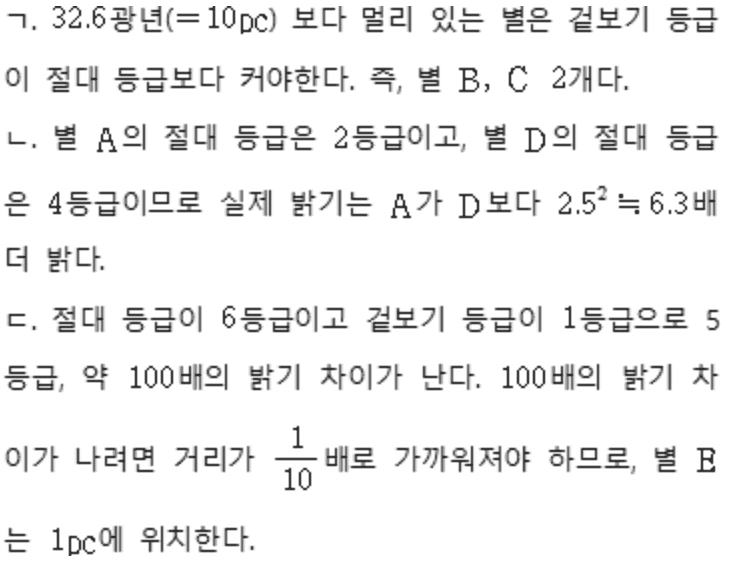 ㄱ. 32.6광년(=10pc) 보다 멀리 있는 별은 겉보기 등급
이 절대 등급보다 커야한다. 즉, 별 B, C 2개다.
ㄴ. 별 A의 절대 등급은 2등급이고, 별 D의 절대 등급
은 4등급이므로 실제 밝기는 A가 D보다 2.5²≒6.3배
더 밝다.
ㄷ. 절대 등급이 6등급이고 겉보기 등급이 1등급으로 5
등급, 약 100배의 밝기 차이가 난다. 100배의 밝기 차
이가 나려면 거리가 1/10 배로 가까워져야 하므로, 별 E
는 1pc에 위치한다.